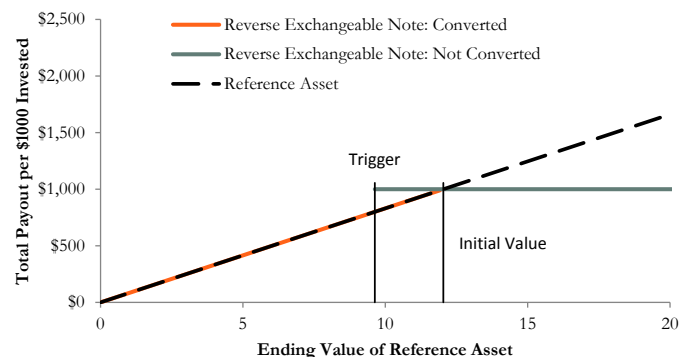 Total Payout per $1000 Invested
$2,500
$2,000
$1,500
$1,000
$500
$0
Reverse Exchangeable Note: Converted
Reverse Exchangeable Note: Not Converted
Reference Asset
Trigger
Initial Value
0 5 10 15 20
Ending Value of Reference Asset